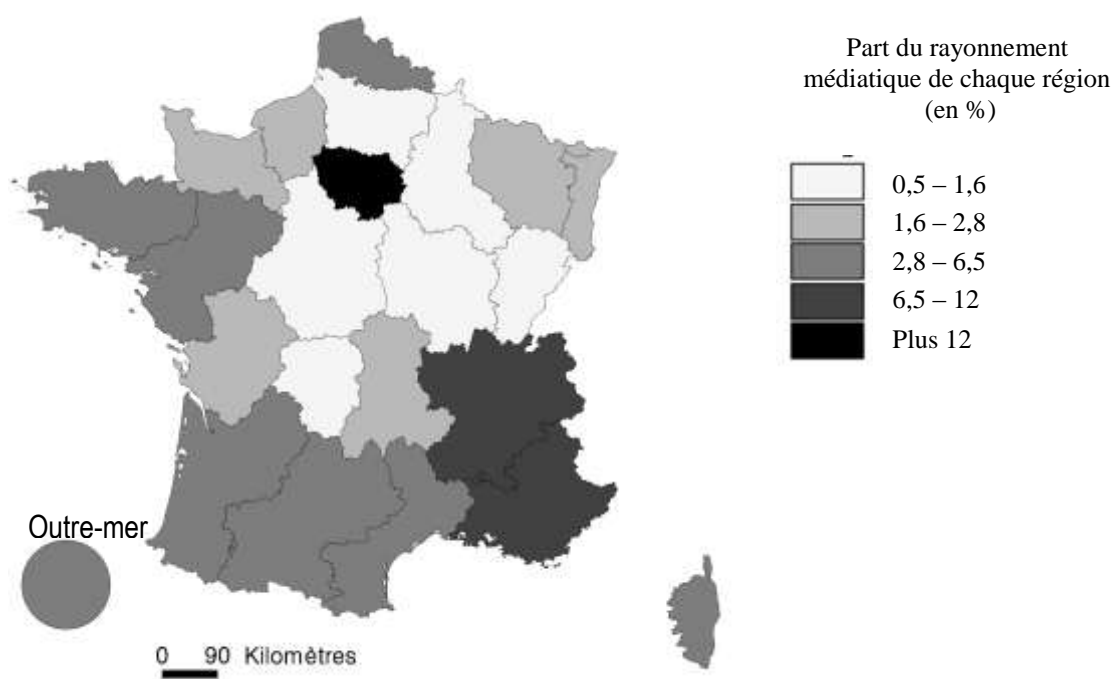 Part du rayonnement
médiatique de chaque région
(en %)
0,5 – 1,6
1,6 – 2,8
2,8 – 6,5
6,5 – 12
Plus 12
Outre-mer
0 90 Kilomètres